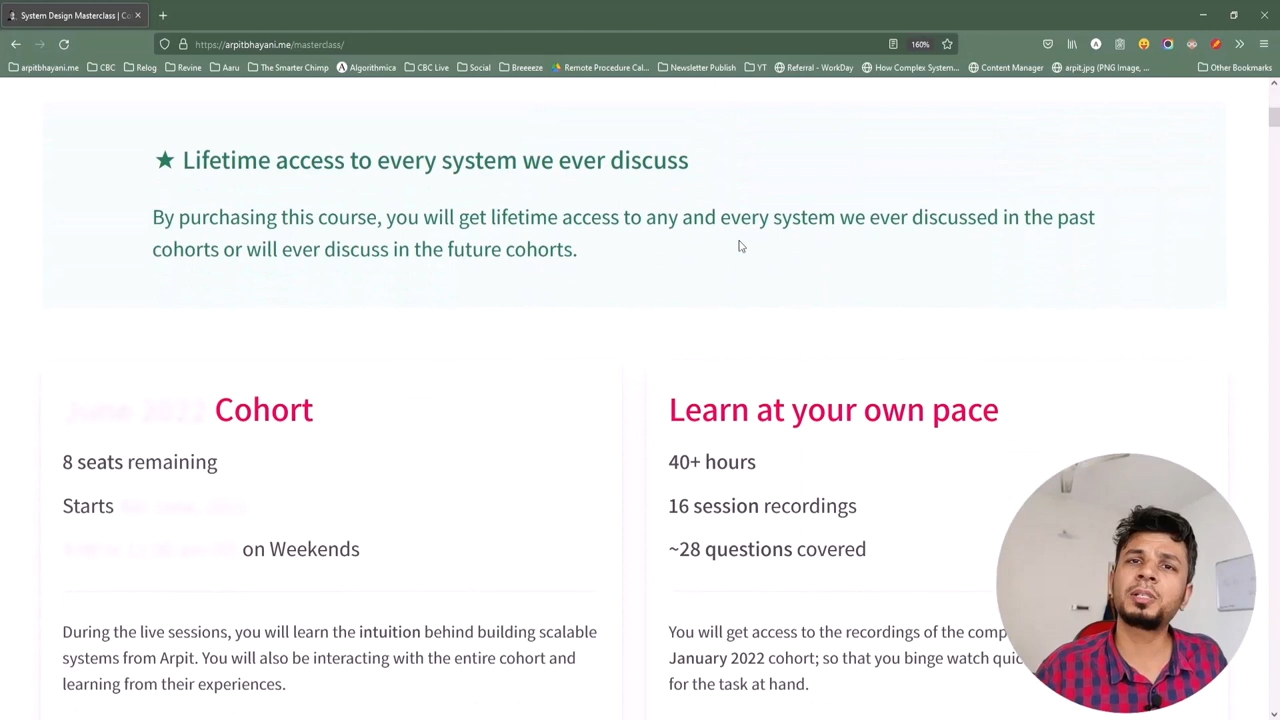 System Design Masterclass | Co
https://arpitbhayani.me/masterclass/
160%
arpitbhayani.me
CBC
Relog
Revine
Aaru
The Smarter Chimp
Algorithmica
CBC Live
Social
Breeeeze
Remote Procedure Cal...
Newsletter Publish
YT
Referral - WorkDay
How Complex System...
Content Manager
arpit.jpg (PNG Image, ...
Other Bookmarks
★ Lifetime access to every system we ever discuss
By purchasing this course, you will get lifetime access to any and every system we ever discussed in the past
cohorts or will ever discuss in the future cohorts.
June 2022 Cohort
8 seats remaining
Starts
on Weekends
During the live sessions, you will learn the intuition behind building scalable
systems from Arpit. You will also be interacting with the entire cohort and
learning from their experiences.
Learn at your own pace
40+ hours
16 session recordings
~28 questions covered
You will get access to the recordings of the comp
January 2022 cohort; so that you binge watch quic
for the task at hand.